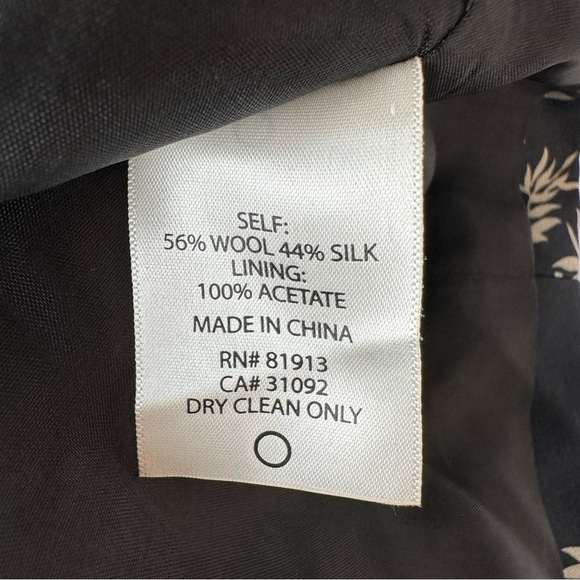 SELF:
56% WOOL 44% SILK
LINING:
100% ACETATE
MADE IN CHINA
RN# 81913
CA# 31092
DRY CLEAN ONLY